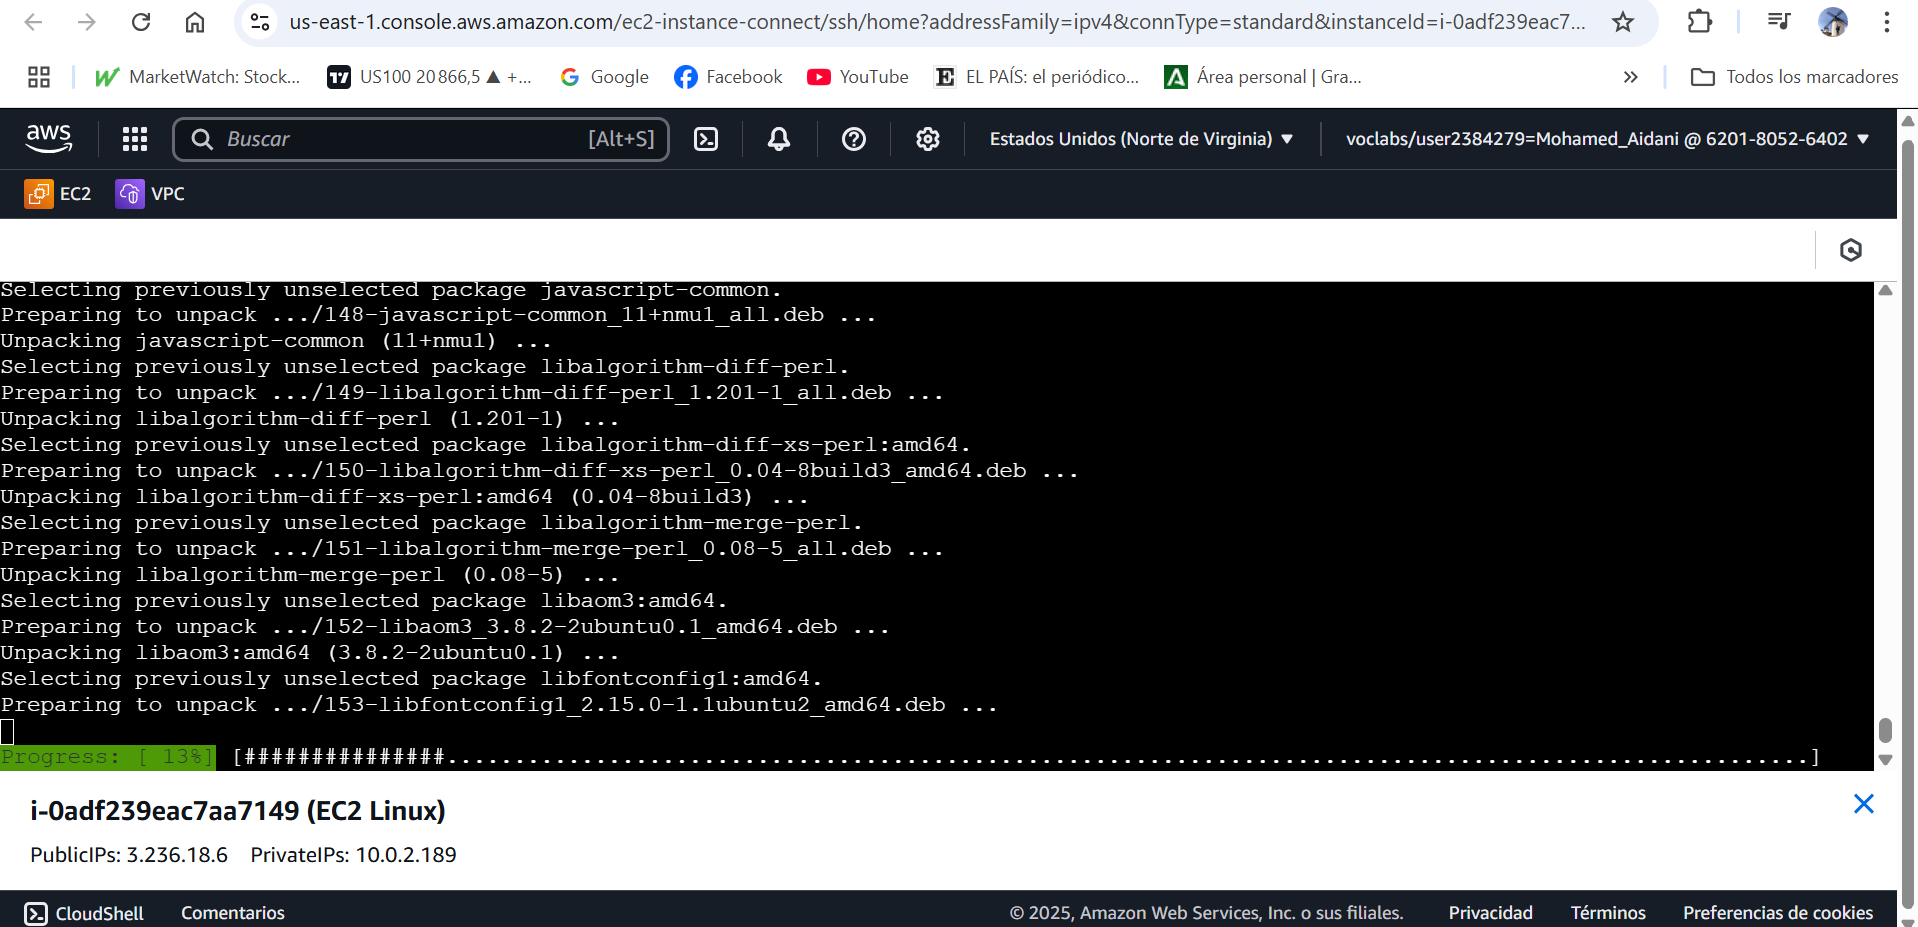 us-east-1.console.aws.amazon.com/ec2-instance-connect/ssh/home?addressFamily=ipv4&connType=standard&instanceId=i-0adf239eac7...
MarketWatch: Stock... US100 20 866,5 ▲ +... Google Facebook YouTube EL PAÍS: el periódico... Área personal | Gra... » Todos los marcadores
aws Buscar [Alt+S] Estados Unidos (Norte de Virginia) ▼ voclabs/user2384279=Mohamed_Aidani @ 6201-8052-6402 ▼
EC2 VPC
Selecting previously unselected package javascript-common.
Preparing to unpack .../148-javascript-common_11+nmu1_all.deb ...
Unpacking javascript-common (11+nmu1) ...
Selecting previously unselected package libalgorithm-diff-perl.
Preparing to unpack .../149-libalgorithm-diff-perl_1.201-1_all.deb ...
Unpacking libalgorithm-diff-perl (1.201-1) ...
Selecting previously unselected package libalgorithm-diff-xs-perl:amd64.
Preparing to unpack .../150-libalgorithm-diff-xs-perl_0.04-8build3_amd64.deb ...
Unpacking libalgorithm-diff-xs-perl:amd64 (0.04-8build3) ...
Selecting previously unselected package libalgorithm-merge-perl.
Preparing to unpack .../151-libalgorithm-merge-perl_0.08-5_all.deb ...
Unpacking libalgorithm-merge-perl (0.08-5) ...
Selecting previously unselected package libaom3:amd64.
Preparing to unpack .../152-libaom3_3.8.2-2ubuntu0.1_amd64.deb ...
Unpacking libaom3:amd64 (3.8.2-2ubuntu0.1) ...
Selecting previously unselected package libfontconfig1:amd64.
Preparing to unpack .../153-libfontconfig1_2.15.0-1.1ubuntu2_amd64.deb ...
Progress: [ 13%] [###############.....................................................................................................]
i-0adf239eac7aa7149 (EC2 Linux)
PublicIPs: 3.236.18.6 PrivateIPs: 10.0.2.189
CloudShell Comentarios © 2025, Amazon Web Services, Inc. o sus filiales. Privacidad Términos Preferencias de cookies